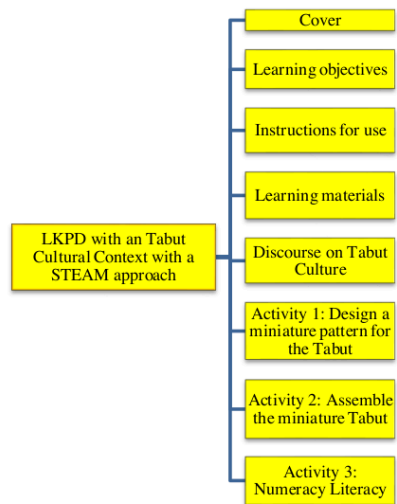 Cover
Learning objectives
Instructions for use
Learning materials
LKPD with an Tabut
Cultural Context with a
STEAM approach
Discourse on Tabut
Culture
Activity 1: Design a
miniature pattern for
the Tabut
Activity 2: Assemble
the miniature Tabut
Activity 3:
Numeracy Literacy